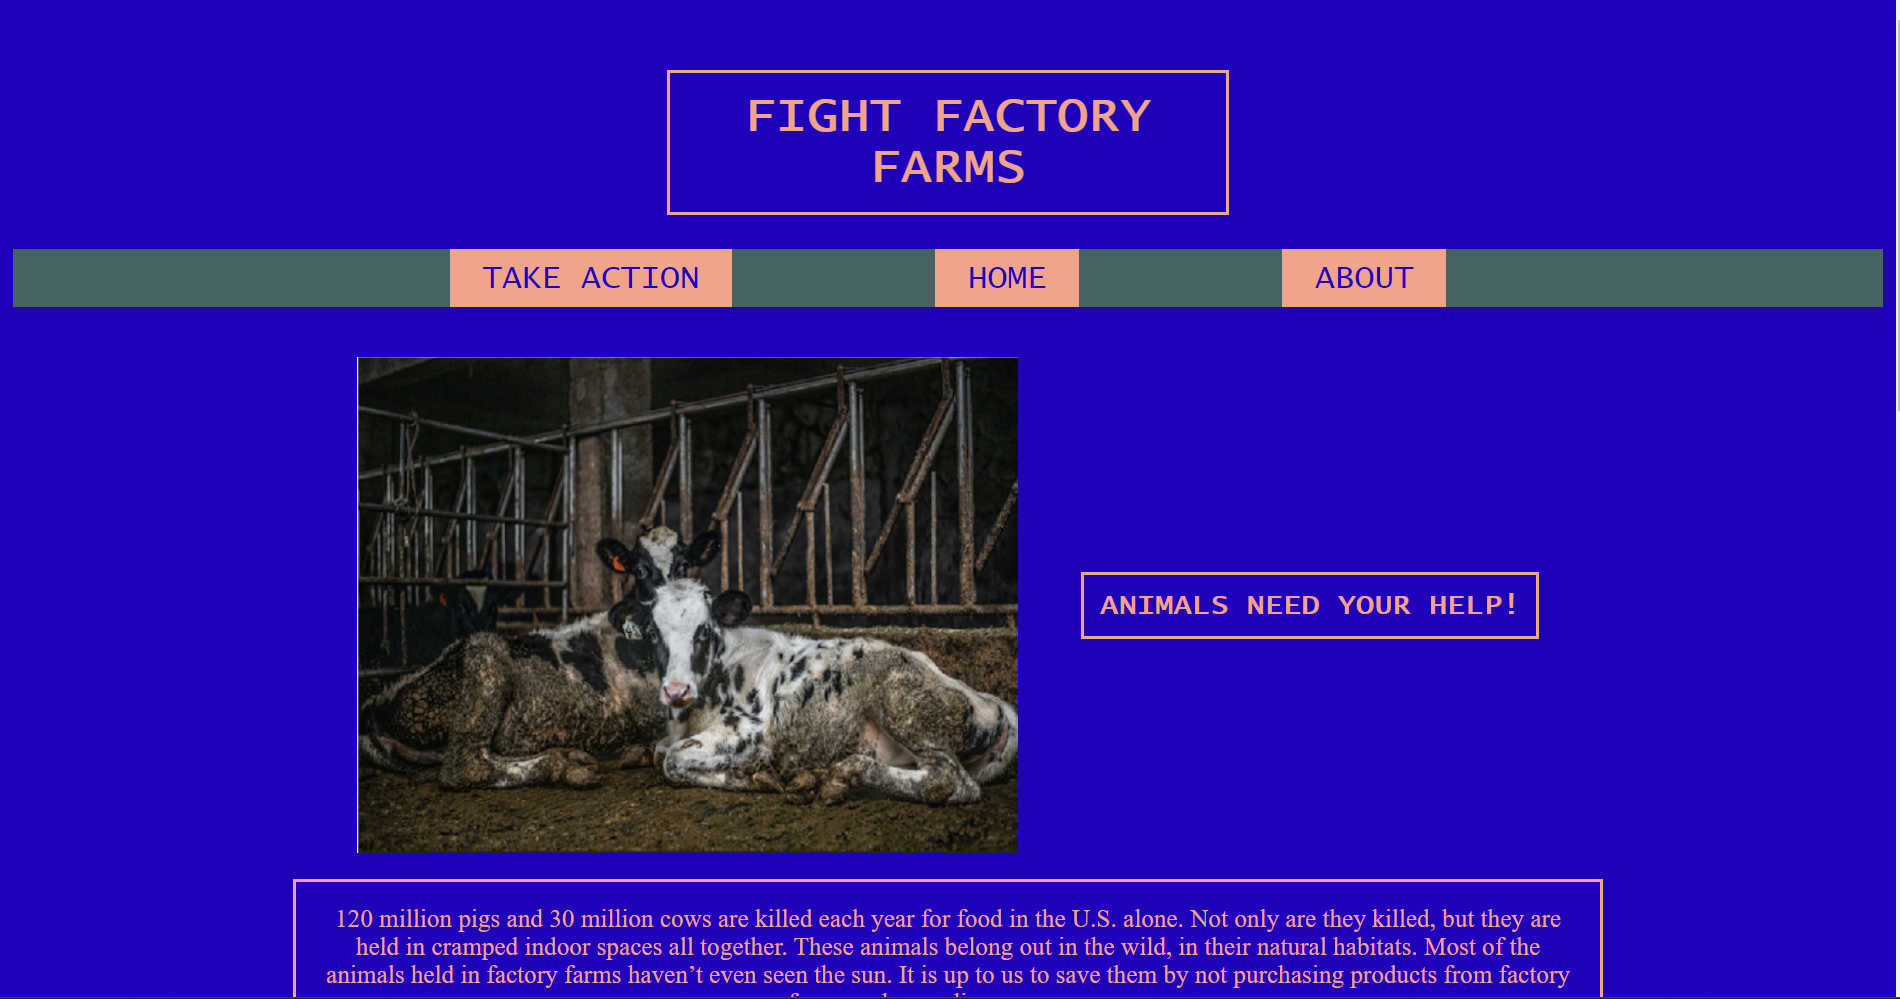 FIGHT FACTORY
FARMS
TAKE ACTION HOME ABOUT
ANIMALS NEED YOUR HELP!
120 million pigs and 30 million cows are killed each year for food in the U.S. alone. Not only are they killed, but they are
held in cramped indoor spaces all together. These animals belong out in the wild, in their natural habitats. Most of the
animals held in factory farms haven’t even seen the sun. It is up to us to save them by not purchasing products from factory